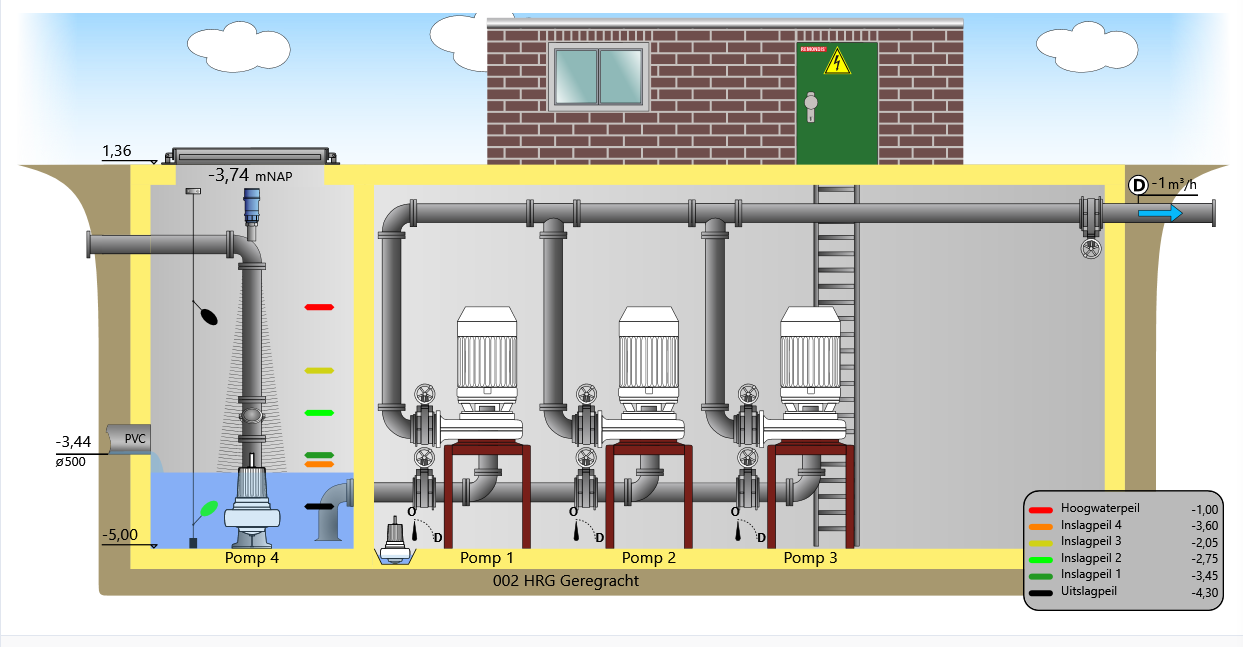 REMONDIS
1,36
-3,74 mNAP
D -1 m³/h
-3,44
PVC
ø500
-5,00
O
D
O
D
O
D
Pomp 4
Pomp 1
Pomp 2
Pomp 3
002 HRG Geregracht
Hoogwaterpeil -1,00
Inslagpeil 4 -3,60
Inslagpeil 3 -2,05
Inslagpeil 2 -2,75
Inslagpeil 1 -3,45
Uitslagpeil -4,30